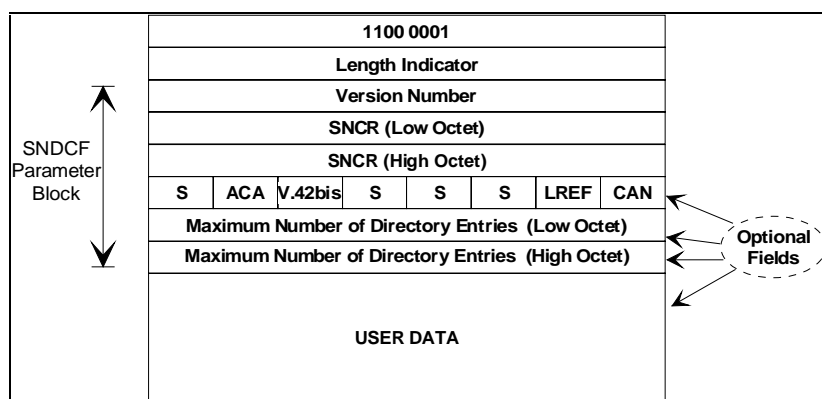 1100 0001
Length Indicator
Version Number
SNDCF
Parameter
Block
SNCR (Low Octet)
SNCR (High Octet)
S ACA V.42bis S S S LREF CAN
Maximum Number of Directory Entries (Low Octet)
Maximum Number of Directory Entries (High Octet)
Optional
Fields
USER DATA